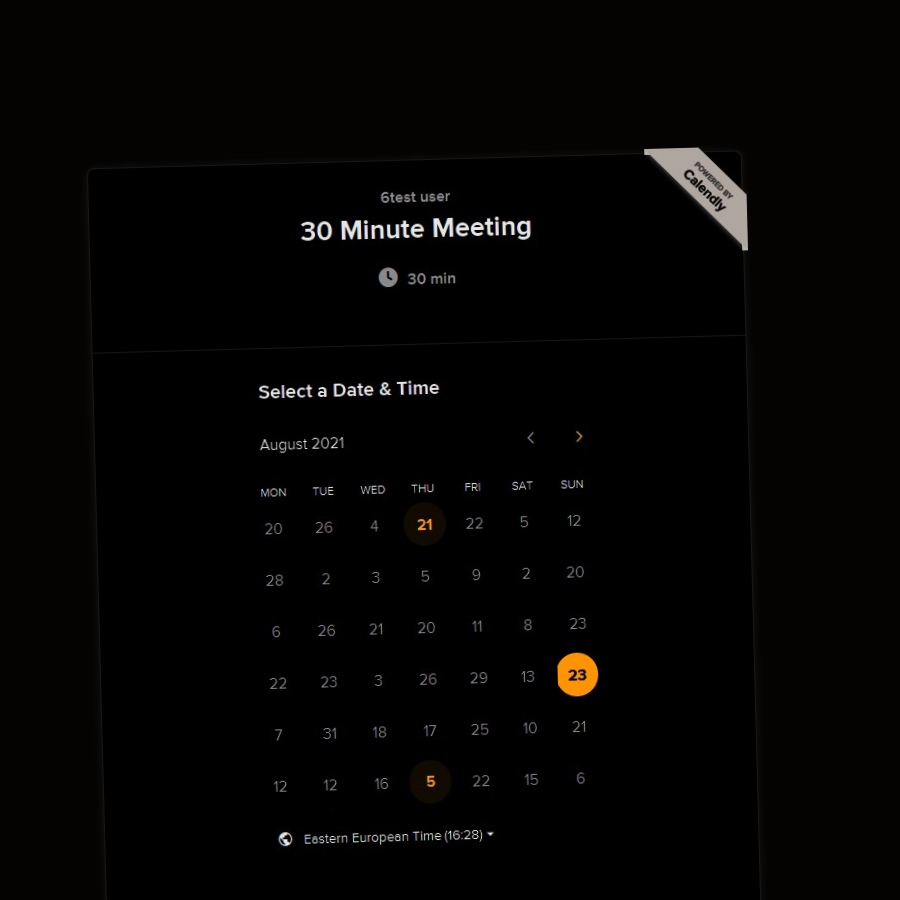 POWERED BY
Calendly
6test user
30 Minute Meeting
30 min
Select a Date & Time
August 2021
MON TUE WED THU FRI SAT SUN
20 26 4 21 22 5 12
28 2 3 5 9 2 20
6 26 21 20 11 8 23
22 23 3 26 29 13 23
7 31 18 17 25 10 21
12 12 16 5 22 15 6
Eastern European Time (16:28)